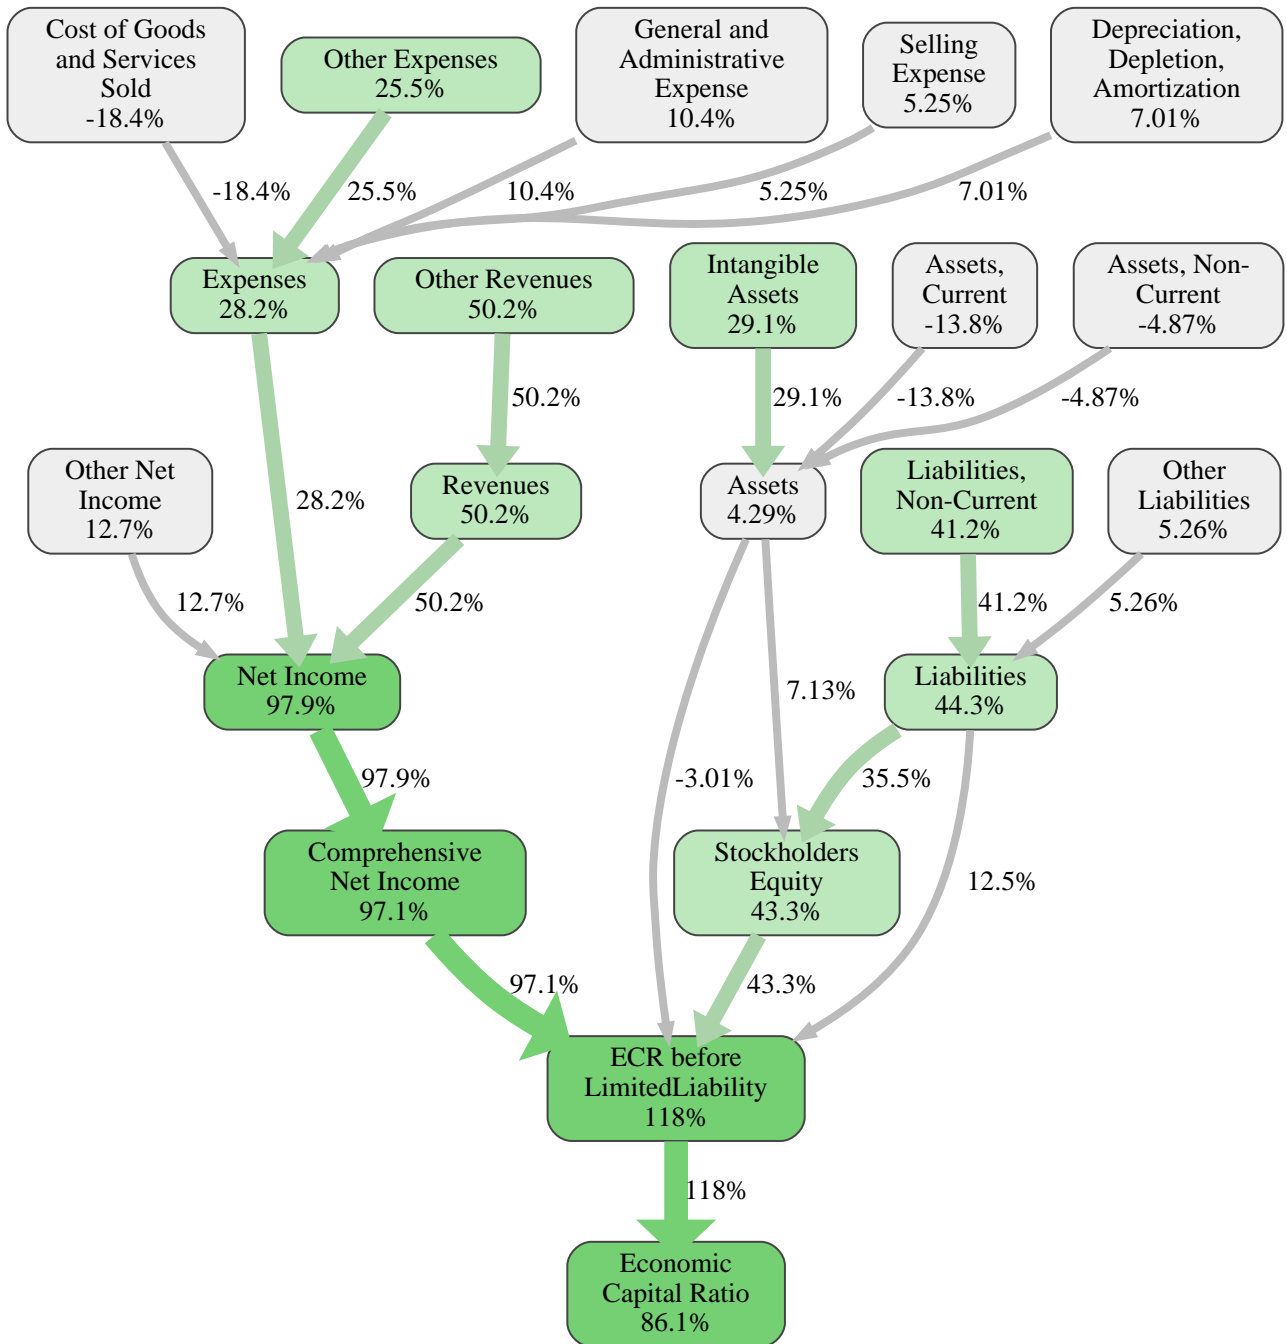 Cost of Goods
and Services
Sold
-18.4%
Other Expenses
25.5%
General and
Administrative
Expense
10.4%
Selling
Expense
5.25%
Depreciation,
Depletion,
Amortization
7.01%
-18.4%
25.5%
10.4%
5.25%
7.01%
Expenses
28.2%
Other Revenues
50.2%
Intangible
Assets
29.1%
Assets,
Current
-13.8%
Assets, Non-
Current
-4.87%
50.2%
29.1%
-13.8%
-4.87%
Other Net
Income
12.7%
28.2%
Revenues
50.2%
Assets
4.29%
Liabilities,
Non-Current
41.2%
Other
Liabilities
5.26%
12.7%
50.2%
41.2%
5.26%
Net Income
97.9%
7.13%
Liabilities
44.3%
97.9%
-3.01%
35.5%
Comprehensive
Net Income
97.1%
Stockholders
Equity
43.3%
12.5%
97.1%
43.3%
ECR before
LimitedLiability
118%
118%
Economic
Capital Ratio
86.1%